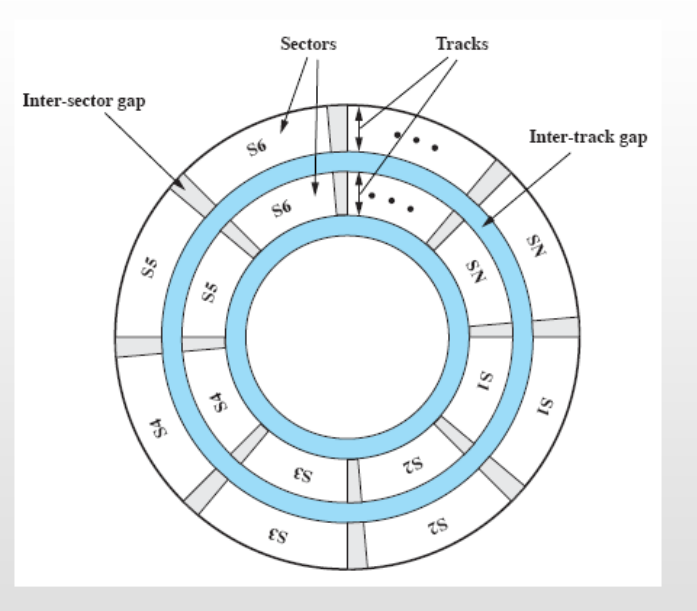 Sectors
Tracks
Inter-sector gap
Inter-track gap
S6
• • •
S6
• • •
SN
SN
S5
S5
S1
S1
S4
S4
S3
S2
S3
S2